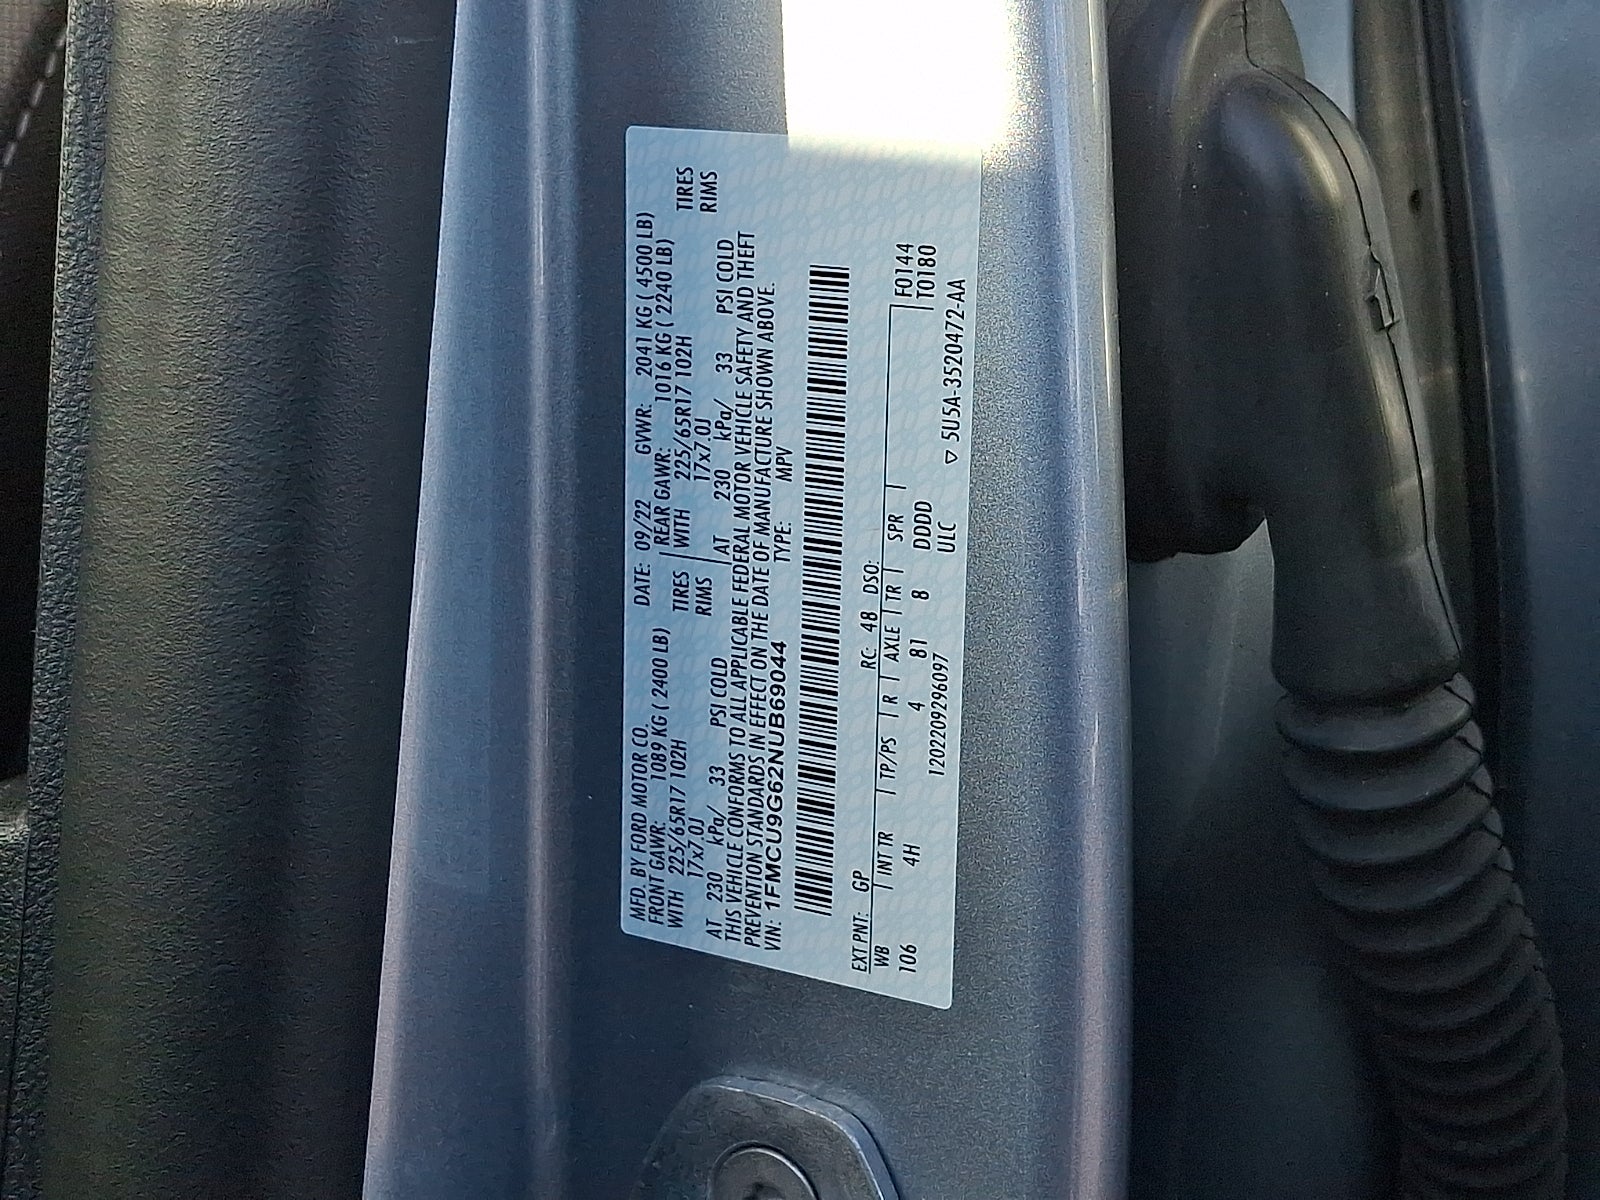 MFD. BY FORD MOTOR CO. DATE: 09/22 GVWR: 2041 KG ( 4500 LB)
FRONT GAWR: 1089 KG ( 2400 LB) REAR GAWR: 1016 KG ( 2240 LB)
WITH 225/65R17 102H TIRES WITH 225/65R17 102H TIRES
17x7.0J RIMS 17x7.0J RIMS
AT 230 kPa/ 33 PSI COLD AT 230 kPa/ 33 PSI COLD
THIS VEHICLE CONFORMS TO ALL APPLICABLE FEDERAL MOTOR VEHICLE SAFETY AND THEFT
PREVENTION STANDARDS IN EFFECT ON THE DATE OF MANUFACTURE SHOWN ABOVE.
VIN: 1FMCU9G62NUB69044 TYPE: MPV
EXT PNT: GP RC: 48 DSO:
WB INT TR TP/PS R AXLE TR SPR F0144
106 4H 4 81 8 DDDD T0180
1202209296097 ULC ▽ 5U5A-3520472-AA